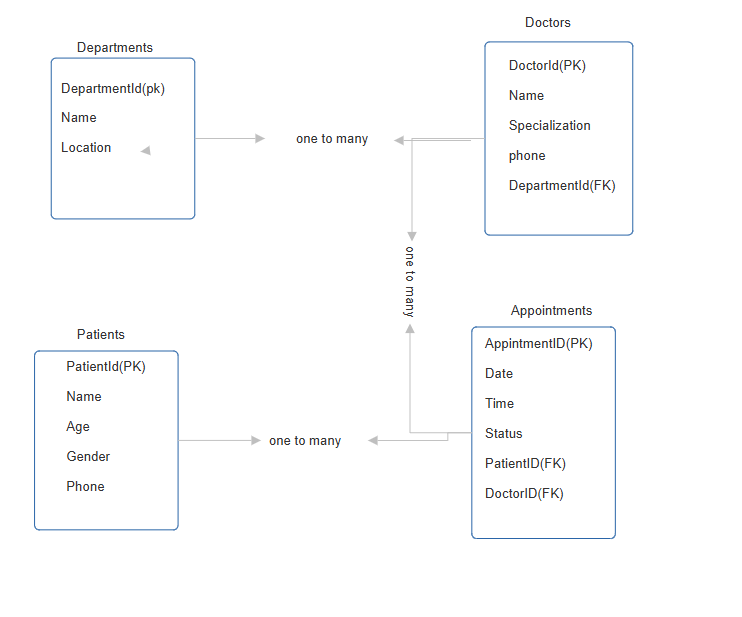 Departments
DepartmentId(pk)
Name
Location
one to many
Doctors
DoctorId(PK)
Name
Specialization
phone
DepartmentId(FK)
one to many
Patients
PatientId(PK)
Name
Age
Gender
Phone
one to many
Appointments
AppintmentID(PK)
Date
Time
Status
PatientID(FK)
DoctorID(FK)